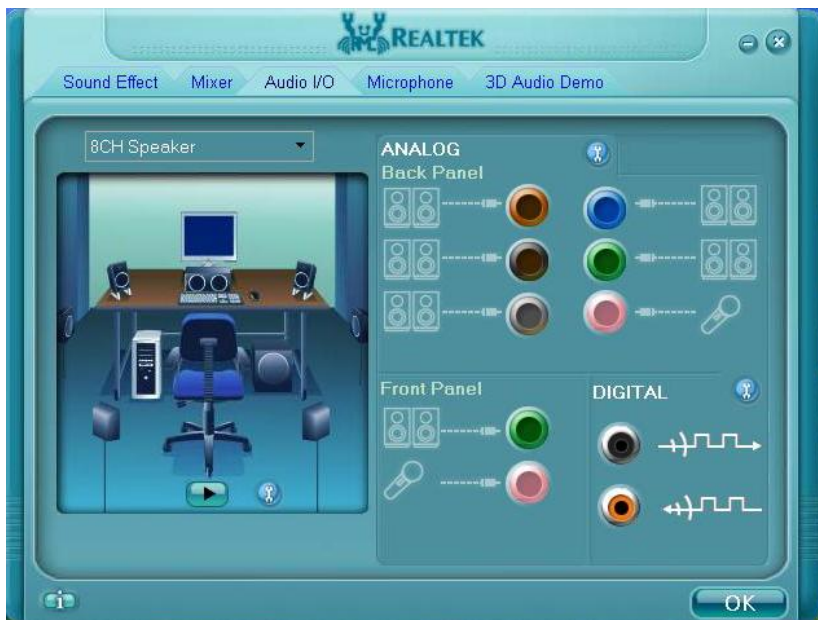 REALTEK
Sound Effect Mixer Audio I/O Microphone 3D Audio Demo
8CH Speaker
ANALOG
Back Panel
Front Panel
DIGITAL
OK